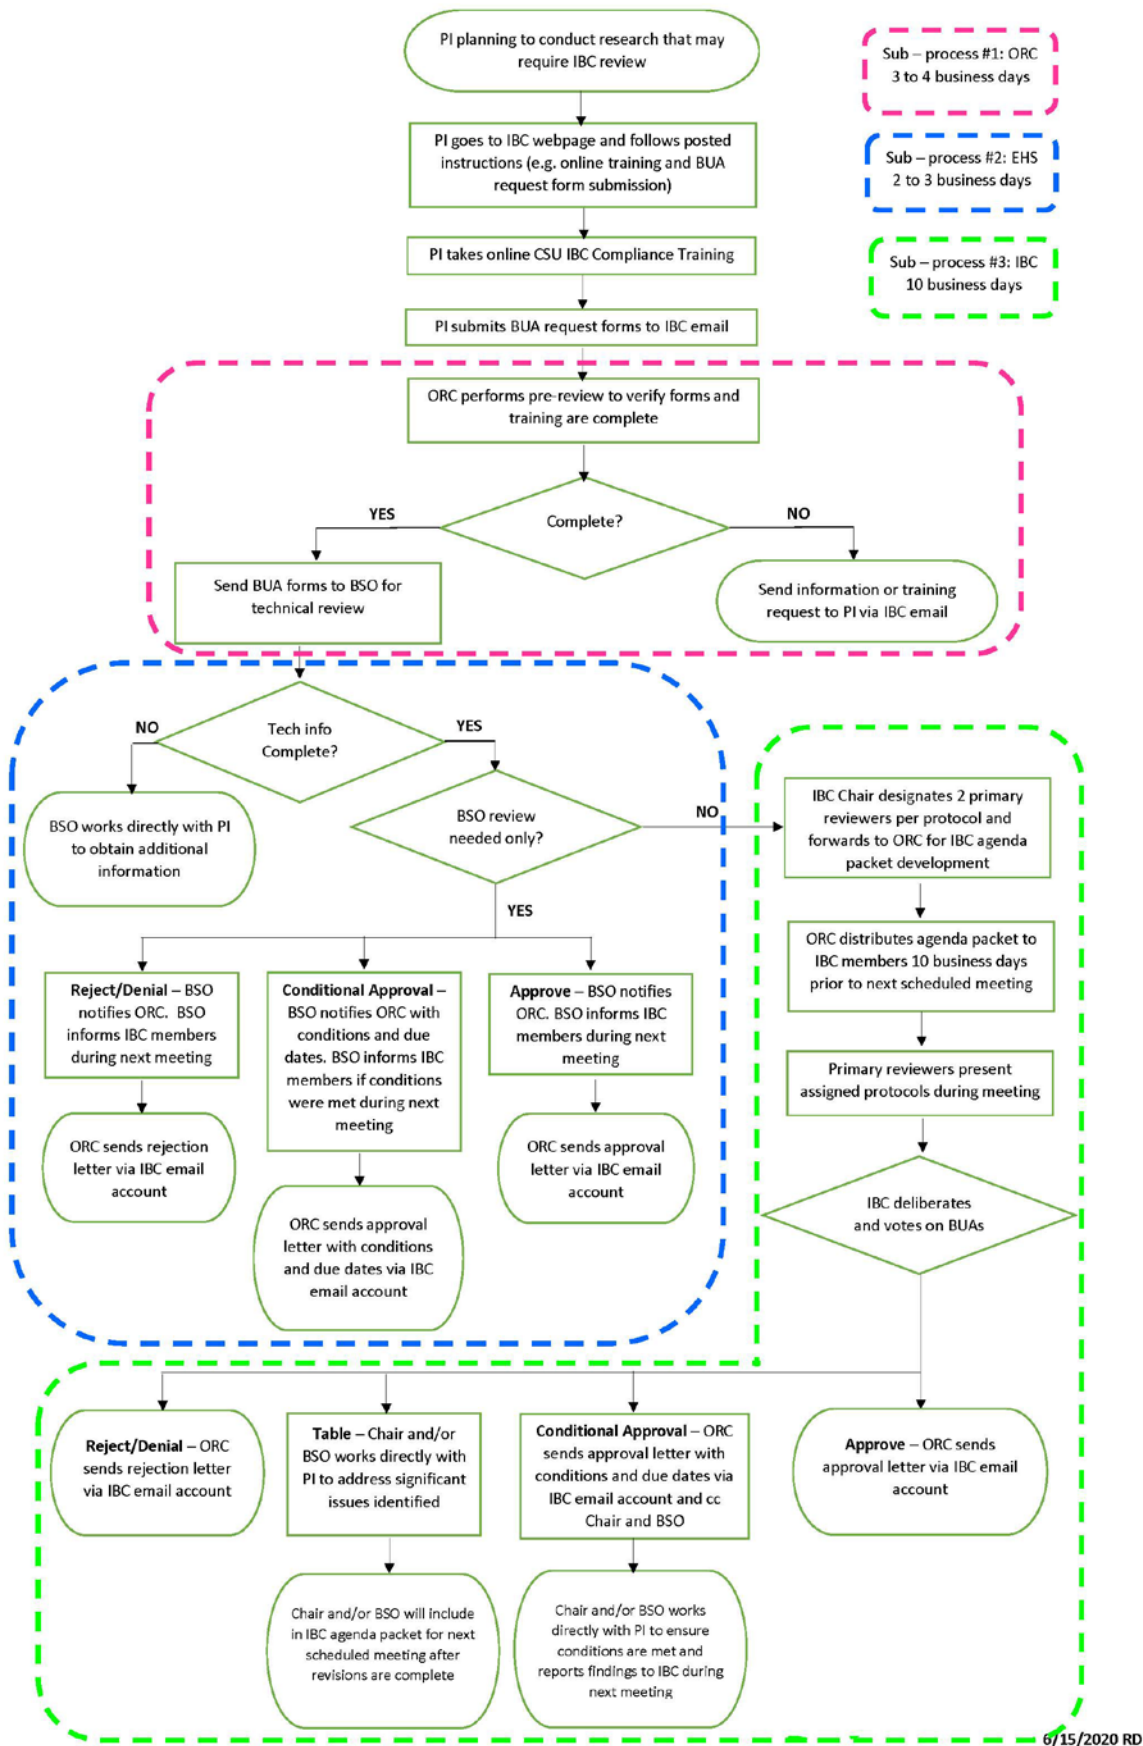 PI planning to conduct research that may
require IBC review
Sub – process #1: ORC
3 to 4 business days
PI goes to IBC webpage and follows posted
instructions (e.g. online training and BUA
request form submission)
Sub – process #2: EHS
2 to 3 business days
PI takes online CSU IBC Compliance Training
Sub – process #3: IBC
10 business days
PI submits BUA request forms to IBC email
ORC performs pre-review to verify forms and
training are complete
Complete?
YES
NO
Send BUA forms to BSO for
technical review
Send information or training
request to PI via IBC email
Tech info
Complete?
NO
YES
BSO works directly with PI
to obtain additional
information
BSO review
needed only?
NO
YES
IBC Chair designates 2 primary
reviewers per protocol and
forwards to ORC for IBC agenda
packet development
ORC distributes agenda packet to
IBC members 10 business days
prior to next scheduled meeting
Primary reviewers present
assigned protocols during meeting
IBC deliberates
and votes on BUAs
Reject/Denial – BSO
notifies ORC. BSO
informs IBC members
during next meeting
Conditional Approval –
BSO notifies ORC with
conditions and due
dates. BSO informs IBC
members if conditions
were met during next
meeting
Approve – BSO notifies
ORC. BSO informs IBC
members during next
meeting
ORC sends rejection
letter via IBC email
account
ORC sends approval
letter with conditions
and due dates via IBC
email account
ORC sends approval
letter via IBC email
account
Reject/Denial – ORC
sends rejection letter
via IBC email account
Table – Chair and/or
BSO works directly with
PI to address significant
issues identified
Conditional Approval – ORC
sends approval letter with
conditions and due dates via
IBC email account and cc
Chair and BSO
Approve – ORC sends
approval letter via IBC email
account
Chair and/or BSO will include
in IBC agenda packet for next
scheduled meeting after
revisions are complete
Chair and/or BSO works
directly with PI to ensure
conditions are met and
reports findings to IBC during
next meeting
6/15/2020 RD